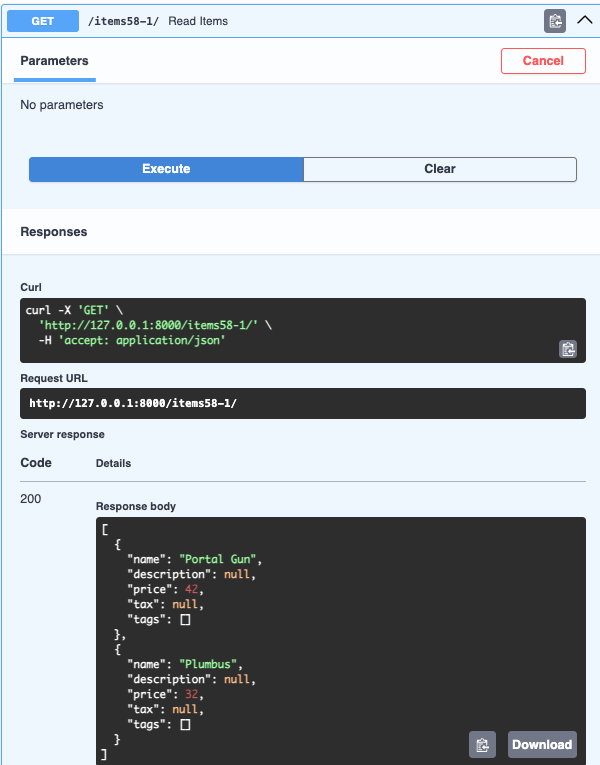 GET /items58-1/ Read Items
Parameters
Cancel
No parameters
Execute
Clear
Responses
Curl
curl -X 'GET' \
  'http://127.0.0.1:8000/items58-1/' \
  -H 'accept: application/json'
Request URL
http://127.0.0.1:8000/items58-1/
Server response
Code Details
200
Response body
[
  {
    "name": "Portal Gun",
    "description": null,
    "price": 42,
    "tax": null,
    "tags": []
  },
  {
    "name": "Plumbus",
    "description": null,
    "price": 32,
    "tax": null,
    "tags": []
  }
]
Download